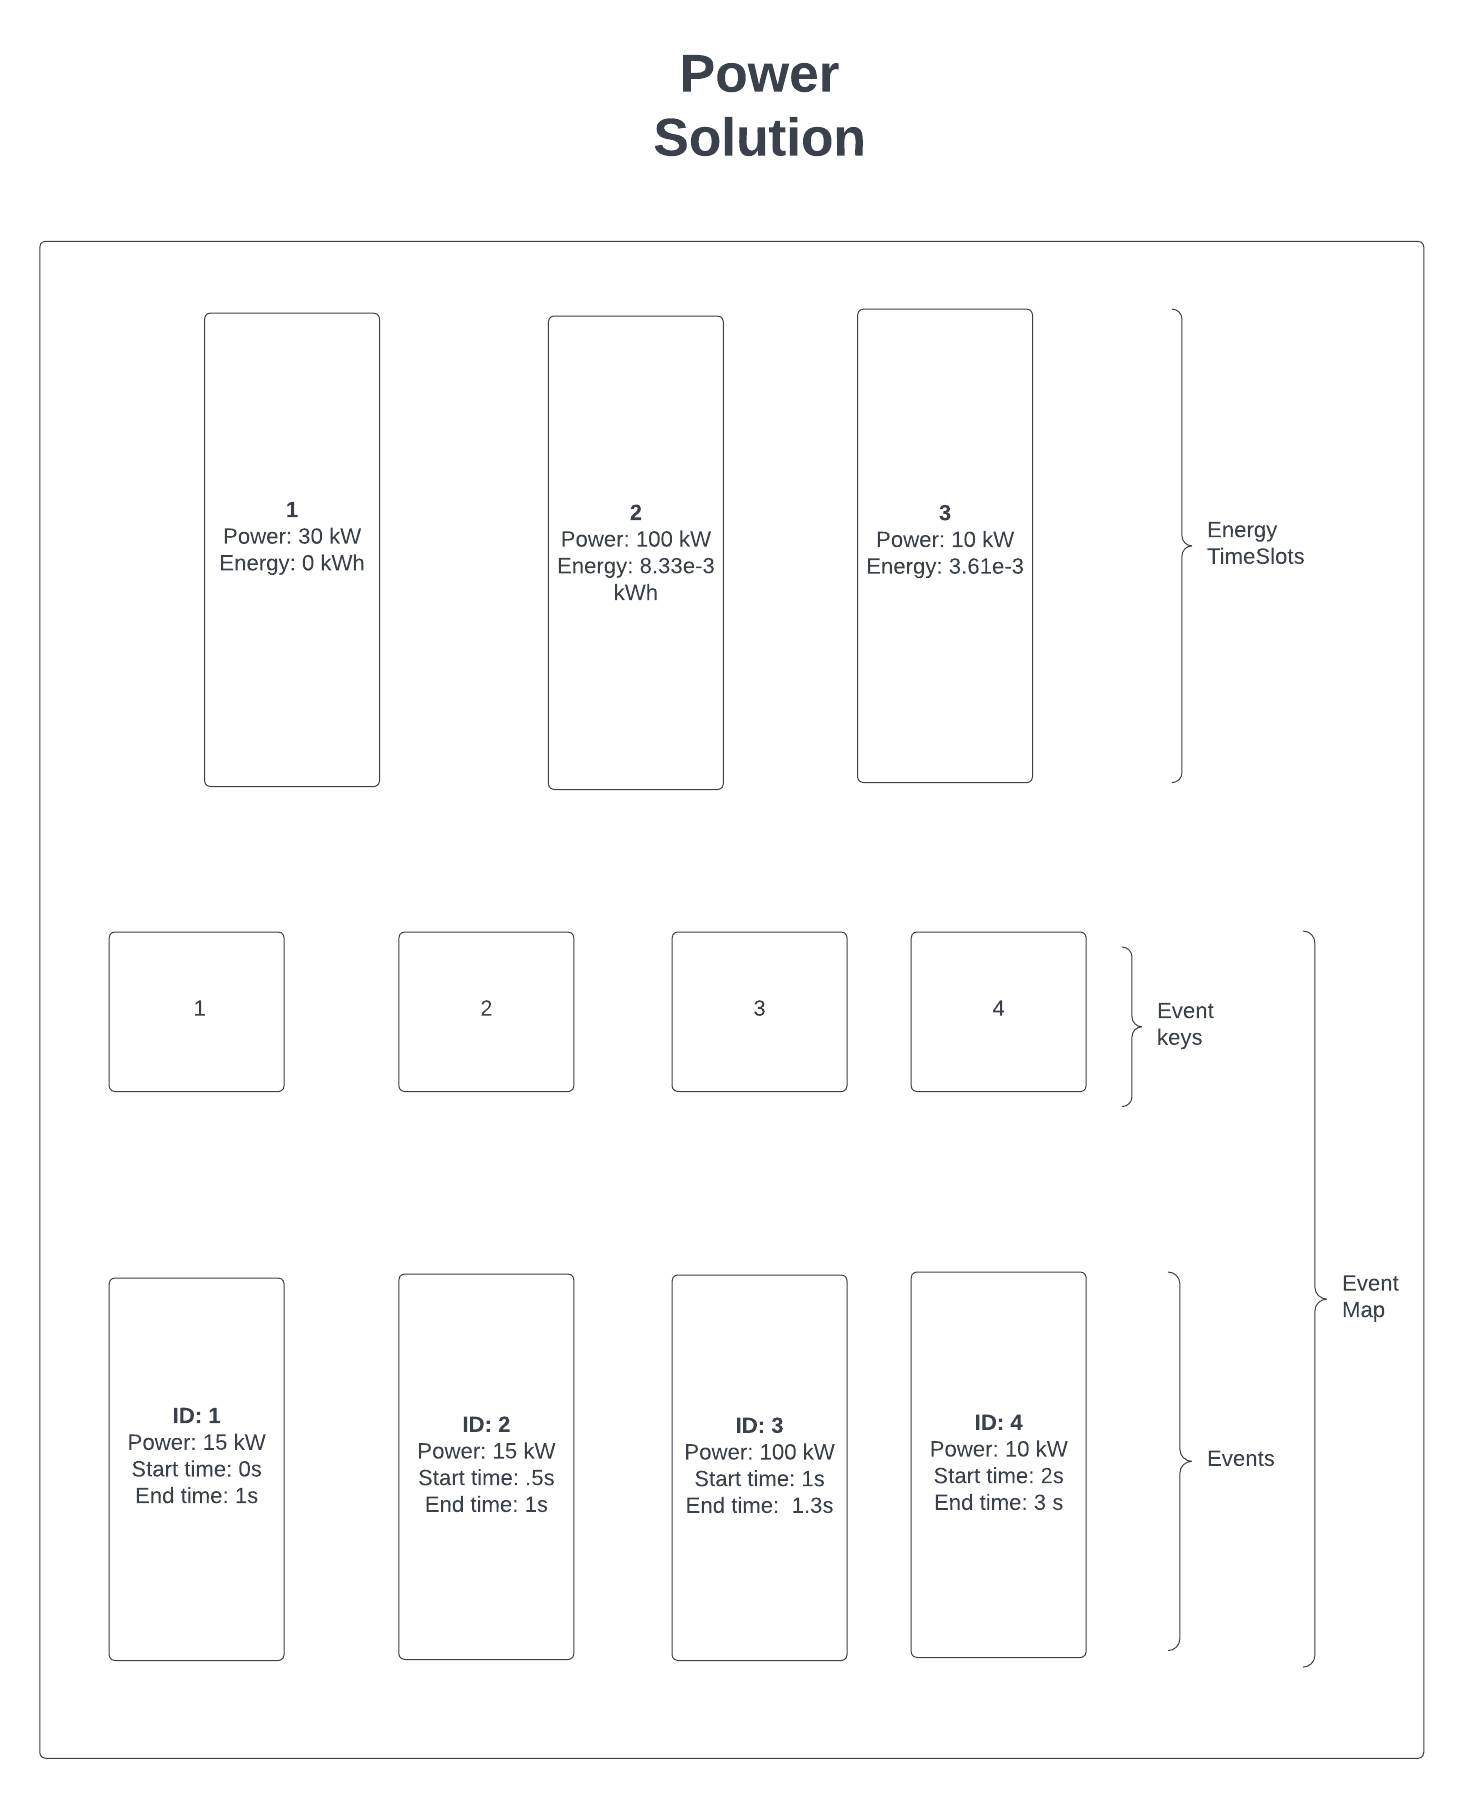 Power
Solution
1
Power: 30 kW
Energy: 0 kWh
2
Power: 100 kW
Energy: 8.33e-3
kWh
3
Power: 10 kW
Energy: 3.61e-3
Energy
TimeSlots
1
2
3
4
Event
keys
Event
Map
ID: 1
Power: 15 kW
Start time: 0s
End time: 1s
ID: 2
Power: 15 kW
Start time: .5s
End time: 1s
ID: 3
Power: 100 kW
Start time: 1s
End time:  1.3s
ID: 4
Power: 10 kW
Start time: 2s
End time: 3 s
Events